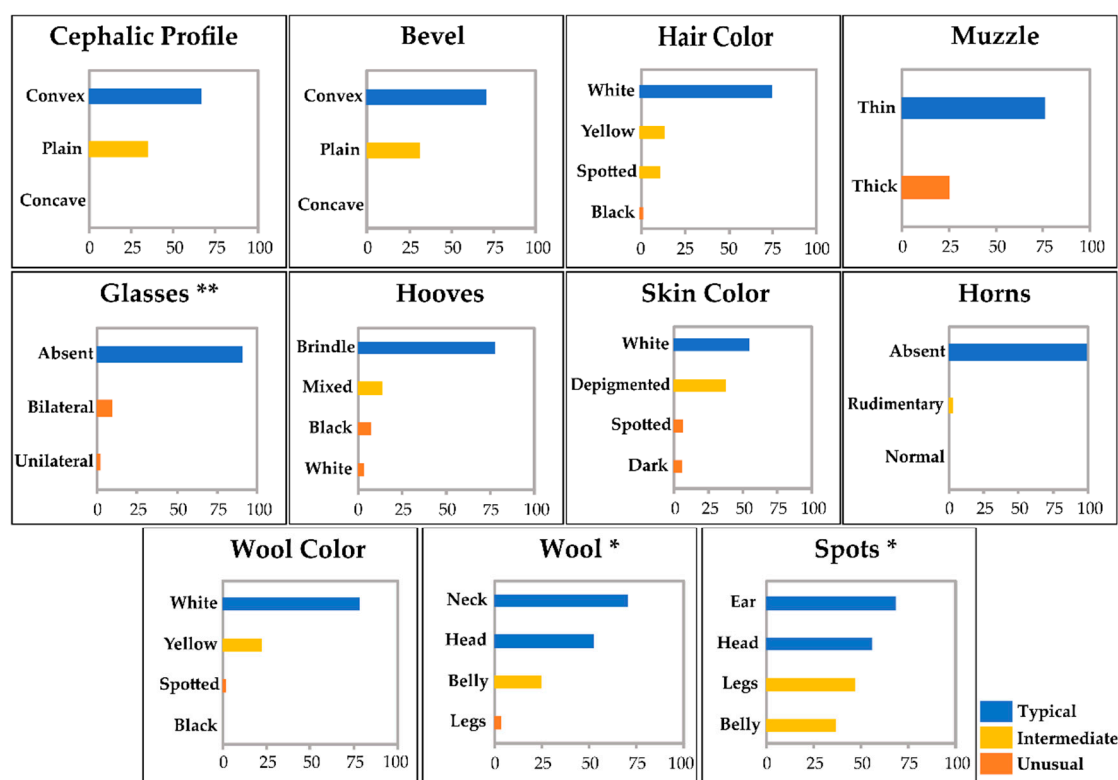 Cephalic Profile
Convex
Plain
Concave
0 25 50 75 100
Bevel
Convex
Plain
Concave
0 25 50 75 100
Hair Color
White
Yellow
Spotted
Black
0 25 50 75 100
Muzzle
Thin
Thick
0 25 50 75 100
Glasses **
Absent
Bilateral
Unilateral
0 25 50 75 100
Hooves
Brindle
Mixed
Black
White
0 25 50 75 100
Skin Color
White
Depigmented
Spotted
Dark
0 25 50 75 100
Horns
Absent
Rudimentary
Normal
0 25 50 75 100
Wool Color
White
Yellow
Spotted
Black
0 25 50 75 100
Wool *
Neck
Head
Belly
Legs
0 25 50 75 100
Spots *
Ear
Head
Legs
Belly
0 25 50 75 100
Typical
Intermediate
Unusual